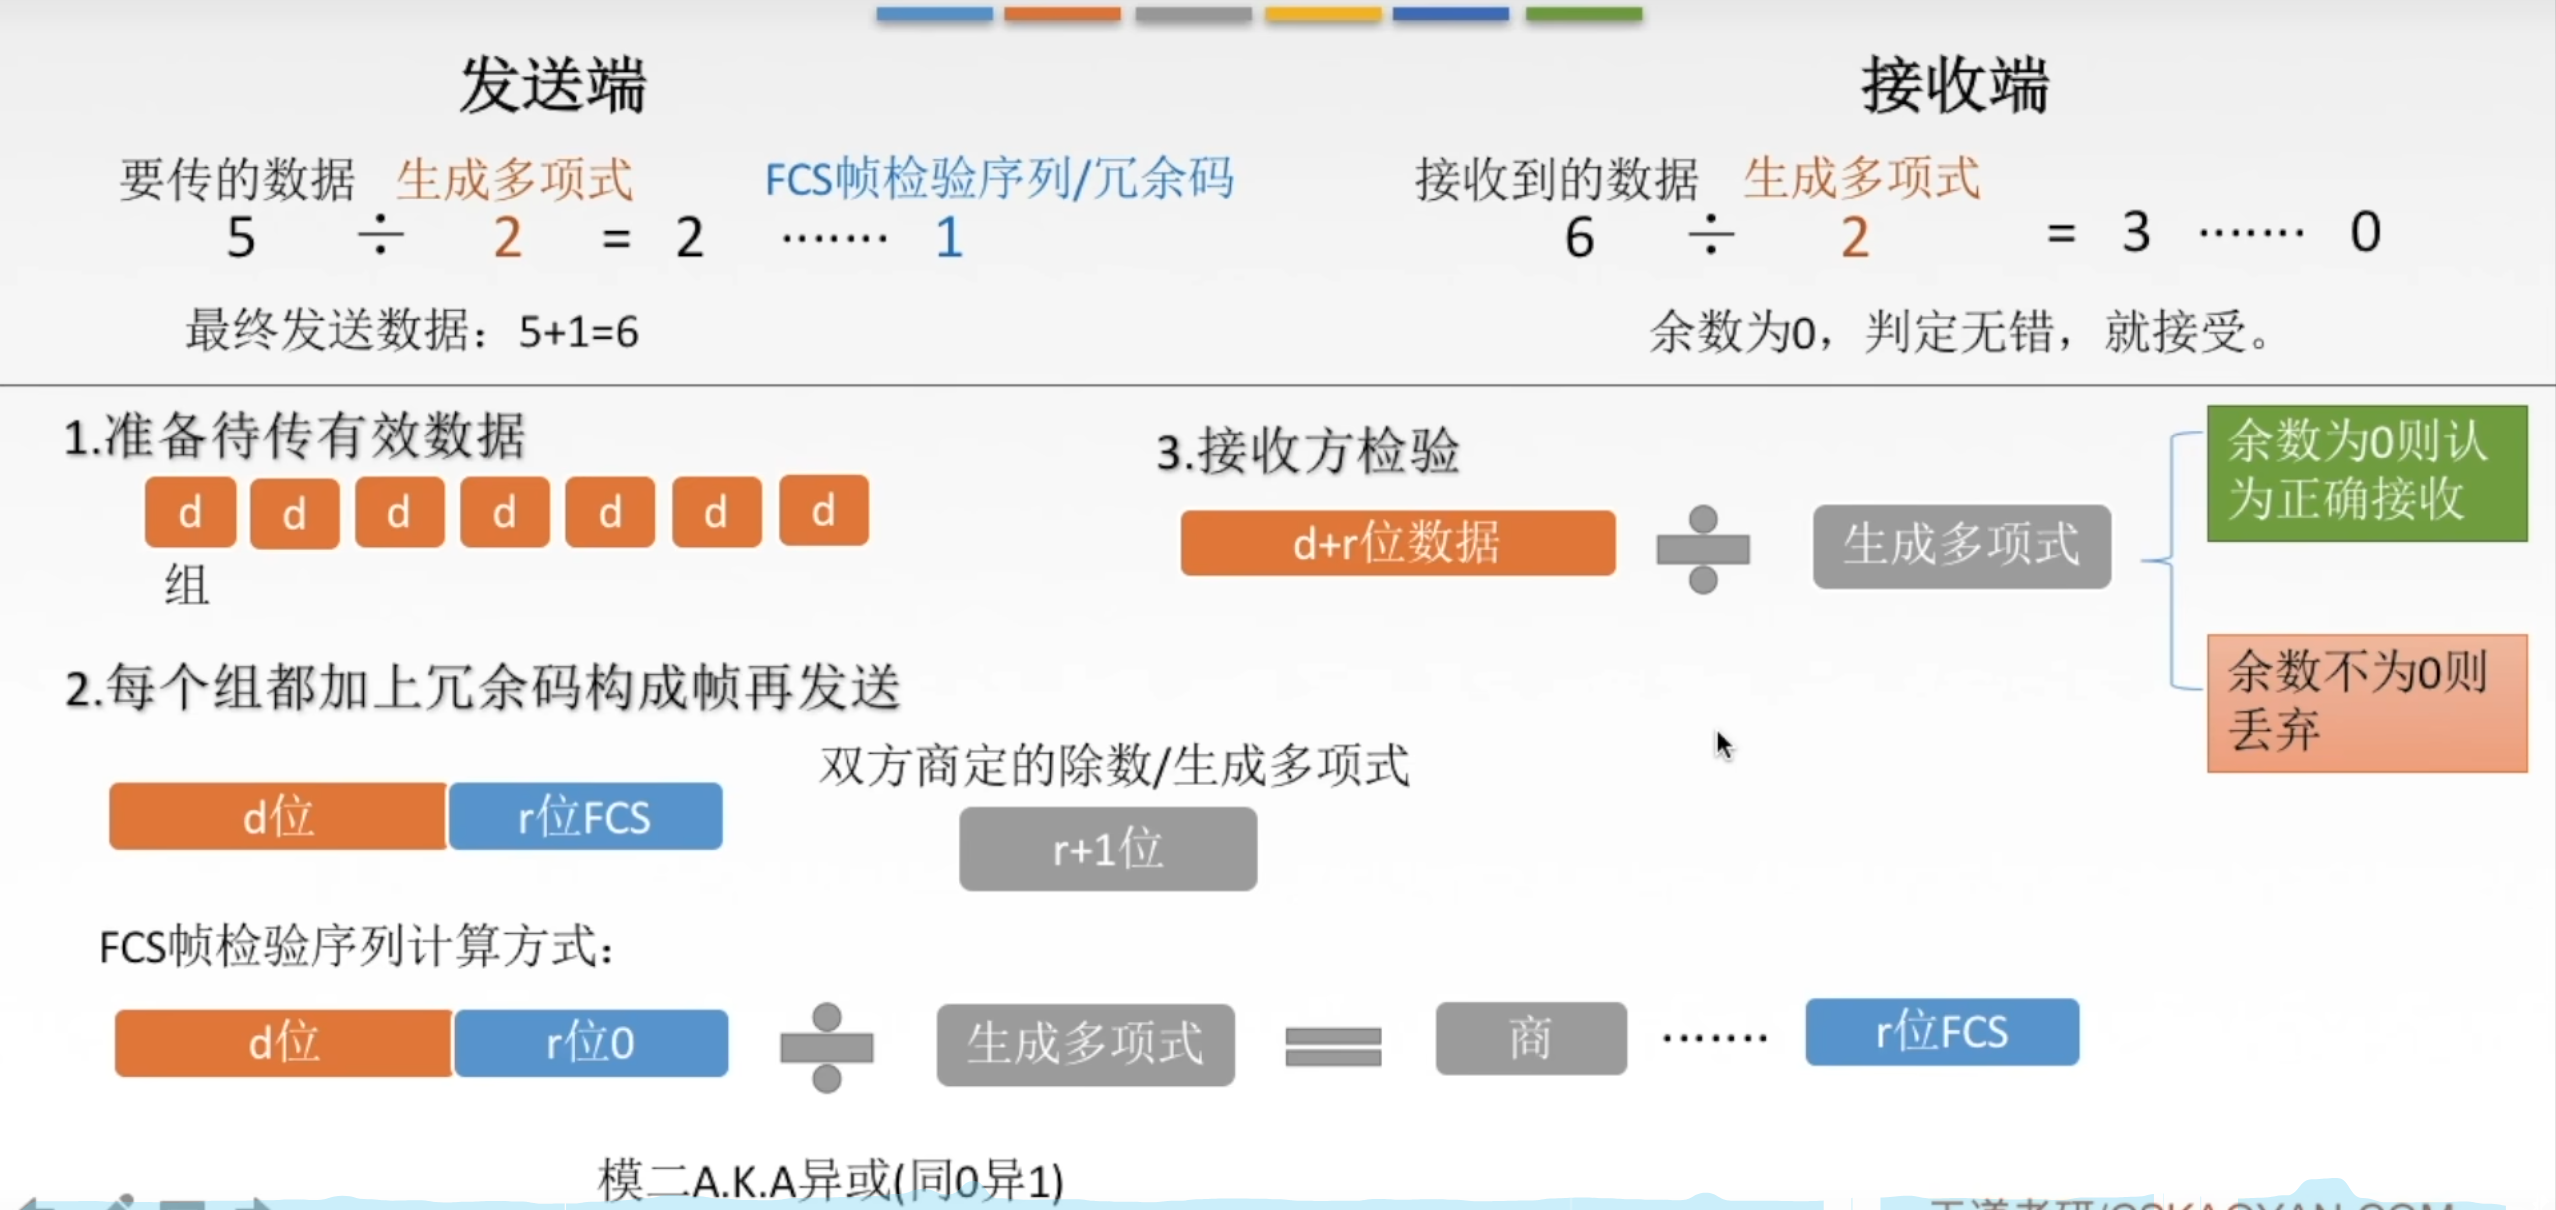 发送端
要传的数据 生成多项式 FCS帧检验序列/冗余码
5 ÷ 2 = 2 ······· 1
最终发送数据：5+1=6
接收端
接收到的数据 生成多项式
6 ÷ 2 = 3 ······· 0
余数为0，判定无错，就接受。
1.准备待传有效数据
d d d d d d d
组
2.每个组都加上冗余码构成帧再发送
d位 r位FCS
双方商定的除数/生成多项式
r+1位
3.接收方检验
d+r位数据 ÷ 生成多项式
余数为0则认
为正确接收
余数不为0则
丢弃
FCS帧检验序列计算方式：
d位 r位0 ÷ 生成多项式 = 商 ······· r位FCS
模二A.K.A异或(同0异1)